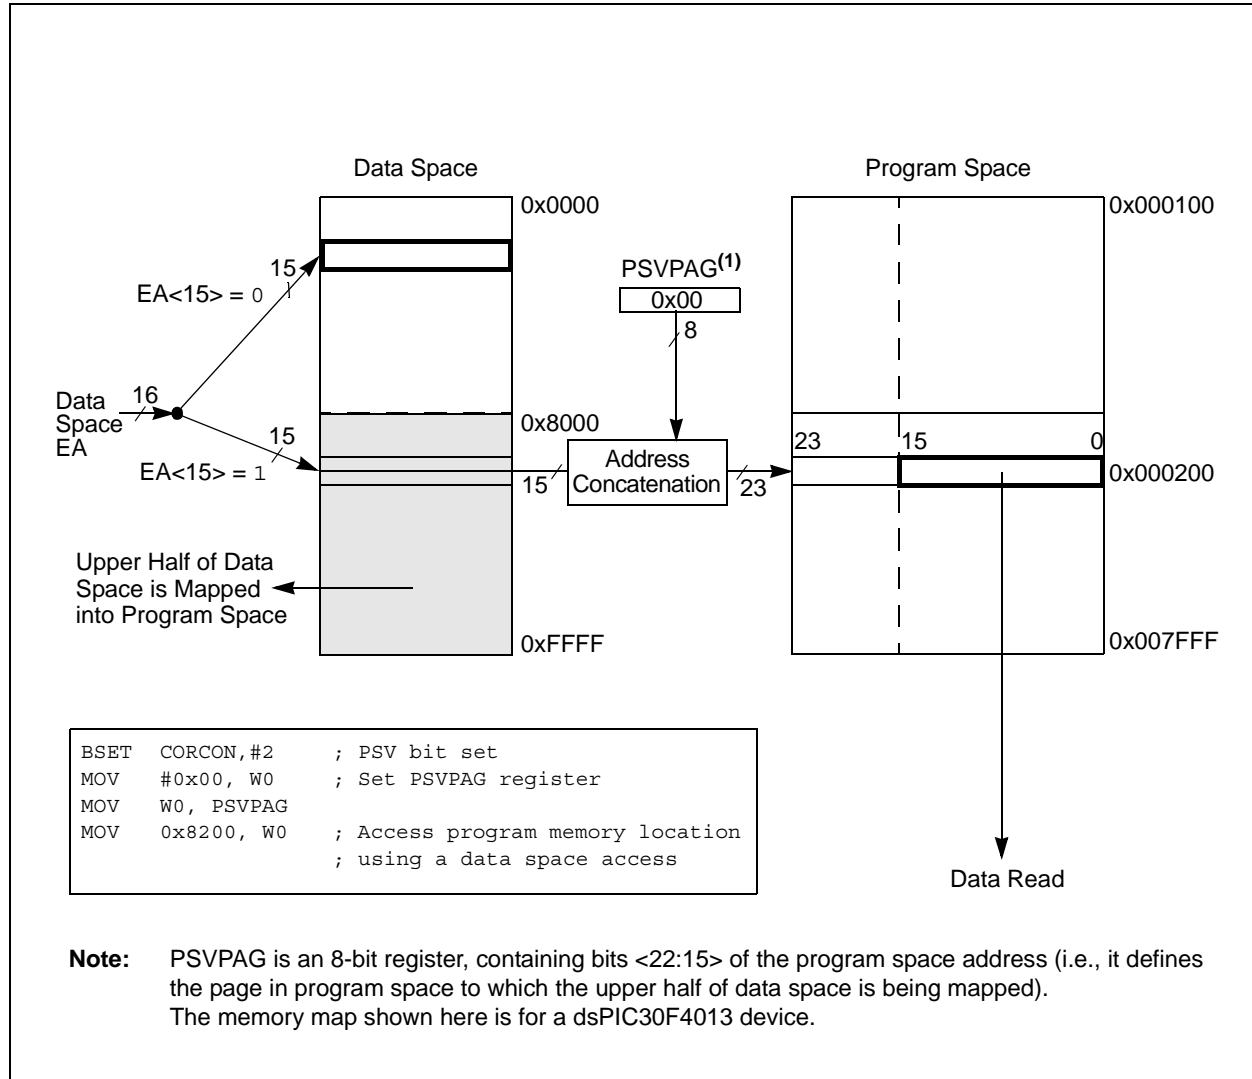 Data Space
Program Space
0x0000
0x000100
15
EA<15> = 0
PSVPAG(1)
0x00
8
16
Data
Space
EA
0x8000
15
EA<15> = 1
15
Address
Concatenation
23
23
15
0
0x000200
Upper Half of Data
Space is Mapped
into Program Space
0xFFFF
0x007FFF
BSET CORCON,#2 ; PSV bit set
MOV #0x00, W0 ; Set PSVPAG register
MOV W0, PSVPAG
MOV 0x8200, W0 ; Access program memory location
; using a data space access
Data Read
Note: PSVPAG is an 8-bit register, containing bits <22:15> of the program space address (i.e., it defines
the page in program space to which the upper half of data space is being mapped).
The memory map shown here is for a dsPIC30F4013 device.